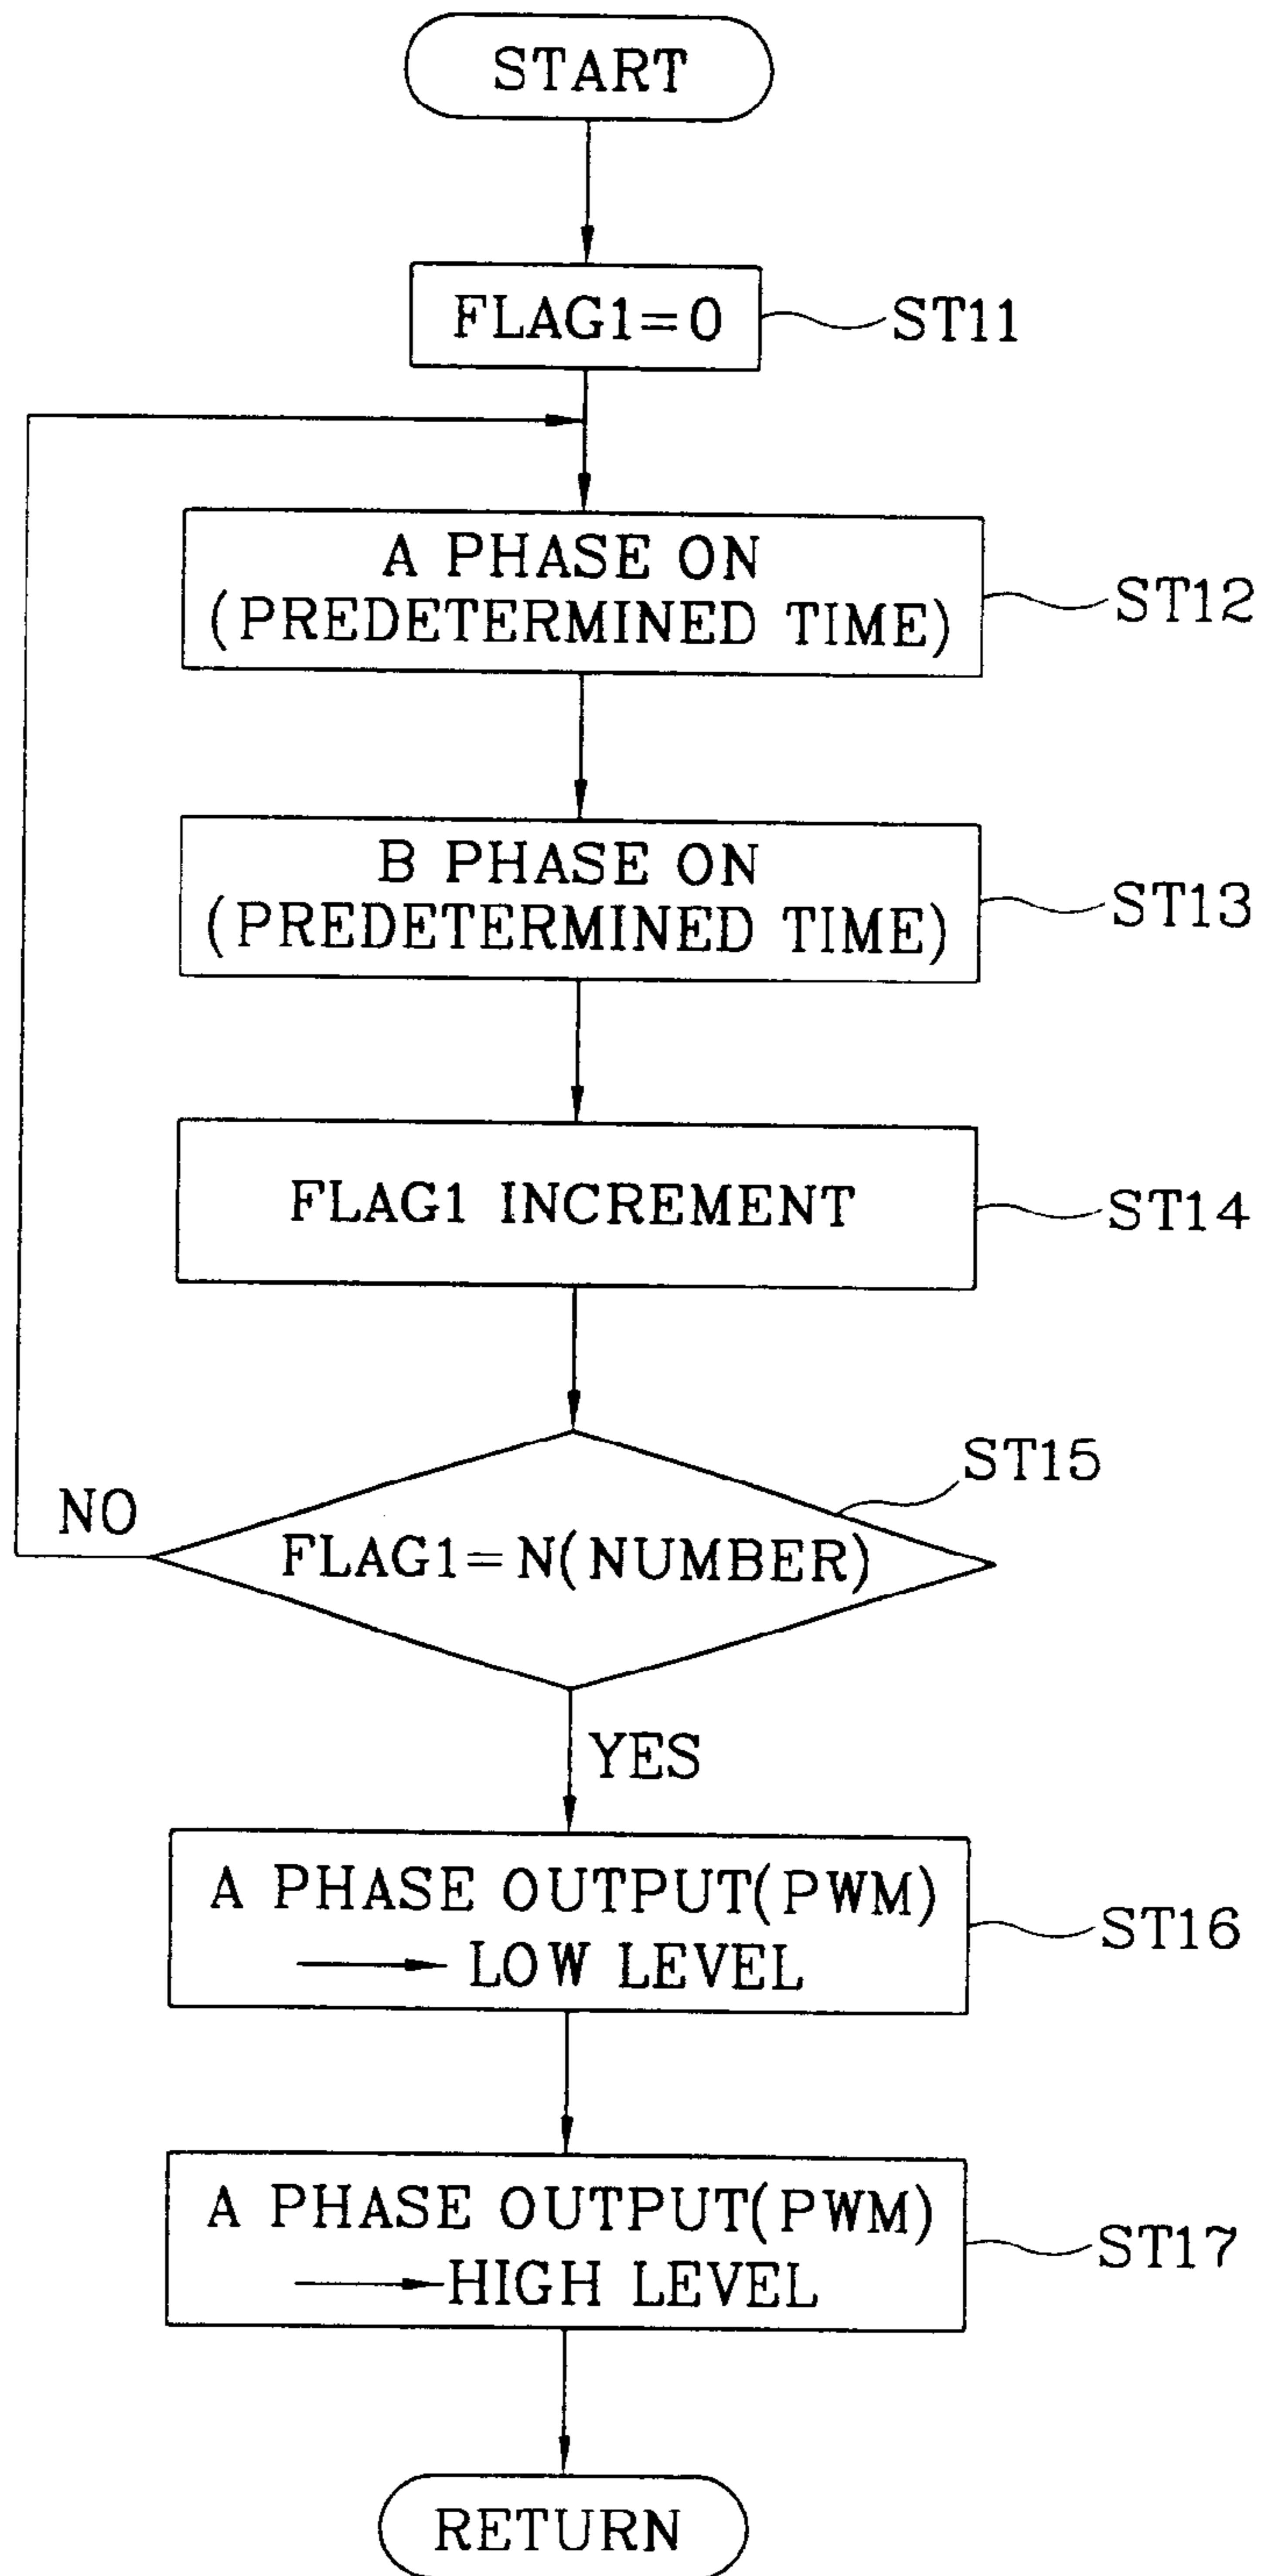 START
FLAG1=0
ST11
A PHASE ON
(PREDETERMINED TIME)
ST12
B PHASE ON
(PREDETERMINED TIME)
ST13
FLAG1 INCREMENT
ST14
ST15
NO
FLAG1=N(NUMBER)
YES
A PHASE OUTPUT(PWM)
→ LOW LEVEL
ST16
A PHASE OUTPUT(PWM)
→HIGH LEVEL
ST17
RETURN